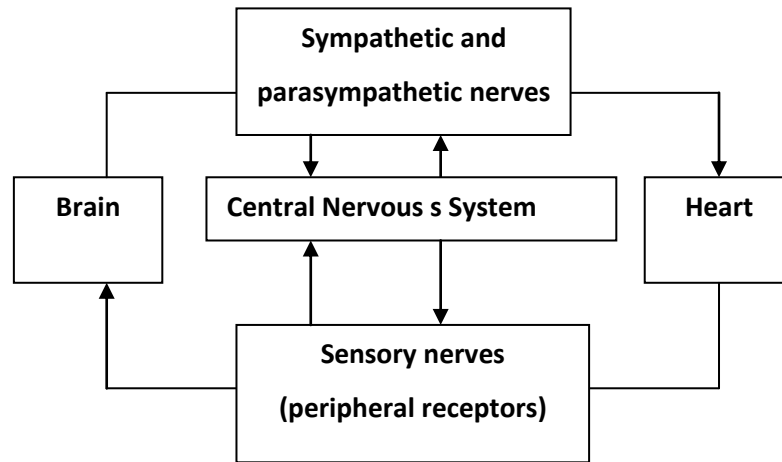 Sympathetic and
parasympathetic nerves
Brain
Central Nervous s System
Heart
Sensory nerves
(peripheral receptors)